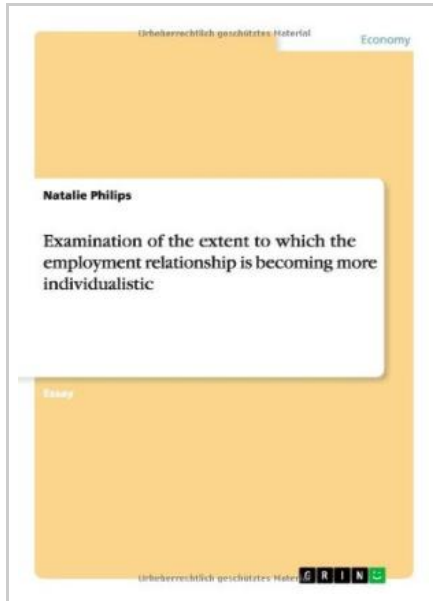 Urheberrechtlich geschütztes Material
Economy
Natalie Philips
Examination of the extent to which the
employment relationship is becoming more
individualistic
Essay
Urheberrechtlich geschütztes Mater
GRIN